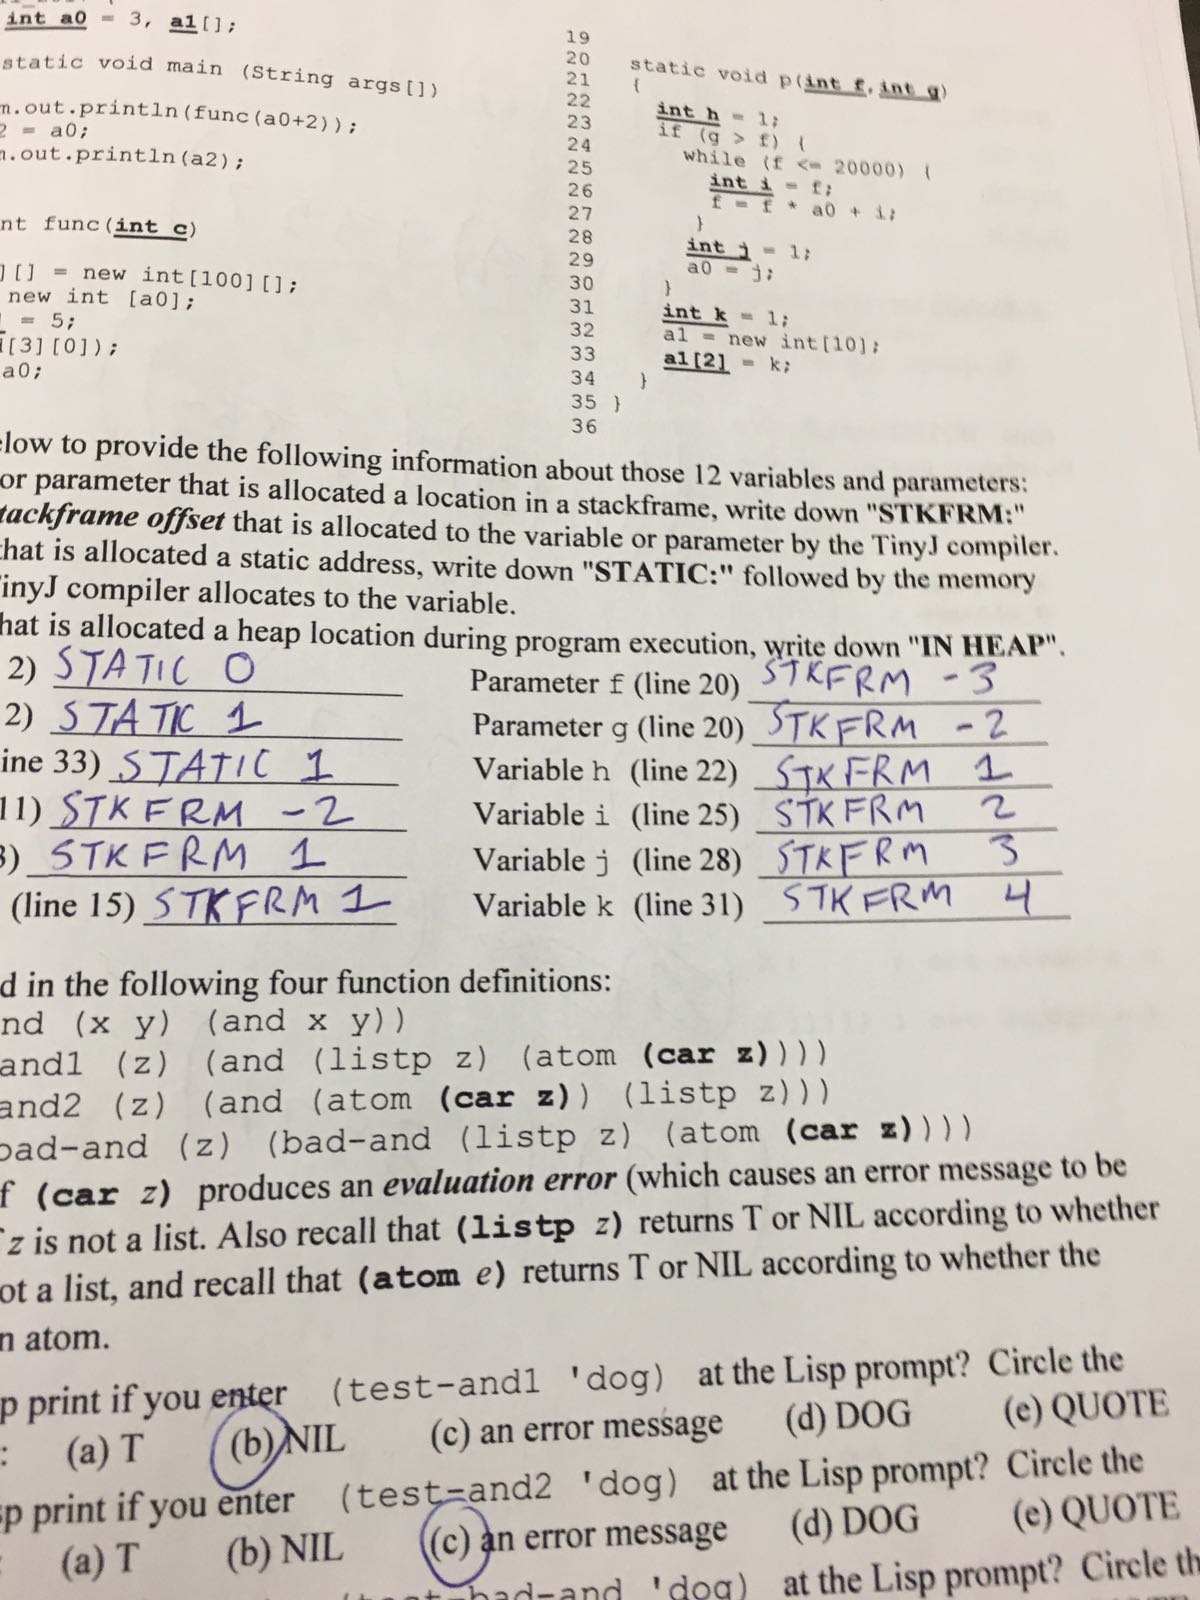 int a0 = 3, a1[];
static void main (String args[])
m.out.println(func(a0+2));
2 = a0;
m.out.println(a2);
nt func(int c)
][] = new int[100][];
new int [a0];
= 5;
i[3][0]);
a0;
19
20 static void p(int f, int g)
21 {
22 int h = 1;
23 if (g > f) {
24 while (f <= 20000) {
25 int i = f;
26 f = f * a0 + i;
27 }
28 int j = 1;
29 a0 = j;
30 }
31 int k = 1;
32 a1 = new int[10];
33 a1[2] = k;
34 }
35 }
36
elow to provide the following information about those 12 variables and parameters:
or parameter that is allocated a location in a stackframe, write down "STKFRM:"
tackframe offset that is allocated to the variable or parameter by the TinyJ compiler.
that is allocated a static address, write down "STATIC:" followed by the memory
inyJ compiler allocates to the variable.
hat is allocated a heap location during program execution, write down "IN HEAP".
2) STATIC 0 Parameter f (line 20) STKFRM -3
2) STATIC 1 Parameter g (line 20) STKFRM -2
ine 33) STATIC 1 Variable h (line 22) STKFRM 1
11) STKFRM -2 Variable i (line 25) STKFRM 2
3) STKFRM 1 Variable j (line 28) STKFRM 3
(line 15) STKFRM 1 Variable k (line 31) STKFRM 4
d in the following four function definitions:
nd (x y) (and x y))
and1 (z) (and (listp z) (atom (car z))))
and2 (z) (and (atom (car z)) (listp z)))
bad-and (z) (bad-and (listp z) (atom (car z))))
f (car z) produces an evaluation error (which causes an error message to be
z is not a list. Also recall that (listp z) returns T or NIL according to whether
ot a list, and recall that (atom e) returns T or NIL according to whether the
n atom.
p print if you enter (test-and1 'dog) at the Lisp prompt? Circle the
: (a) T (b) NIL (c) an error message (d) DOG (e) QUOTE
sp print if you enter (test-and2 'dog) at the Lisp prompt? Circle the
: (a) T (b) NIL (c) an error message (d) DOG (e) QUOTE
bad-and 'dog) at the Lisp prompt? Circle th